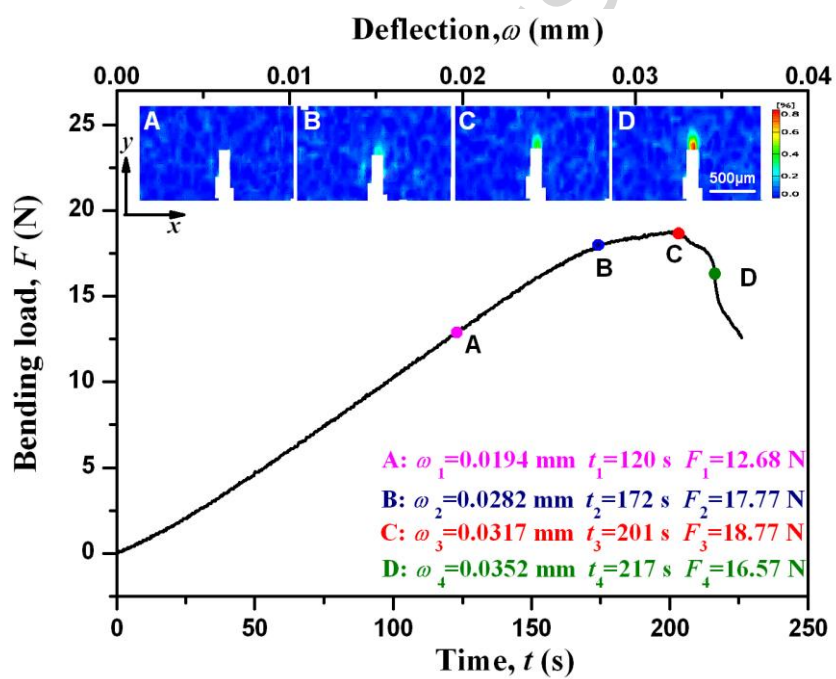 Deflection, ω (mm)
0.00 0.01 0.02 0.03 0.04
A B C D
[%]
0.8
0.6
0.4
0.2
0.0
y
x
500μm
25
20
15
10
5
0
Bending load, F (N)
A
B
C
D
A: ω₁=0.0194 mm t₁=120 s F₁=12.68 N
B: ω₂=0.0282 mm t₂=172 s F₂=17.77 N
C: ω₃=0.0317 mm t₃=201 s F₃=18.77 N
D: ω₄=0.0352 mm t₄=217 s F₄=16.57 N
0 50 100 150 200 250
Time, t (s)